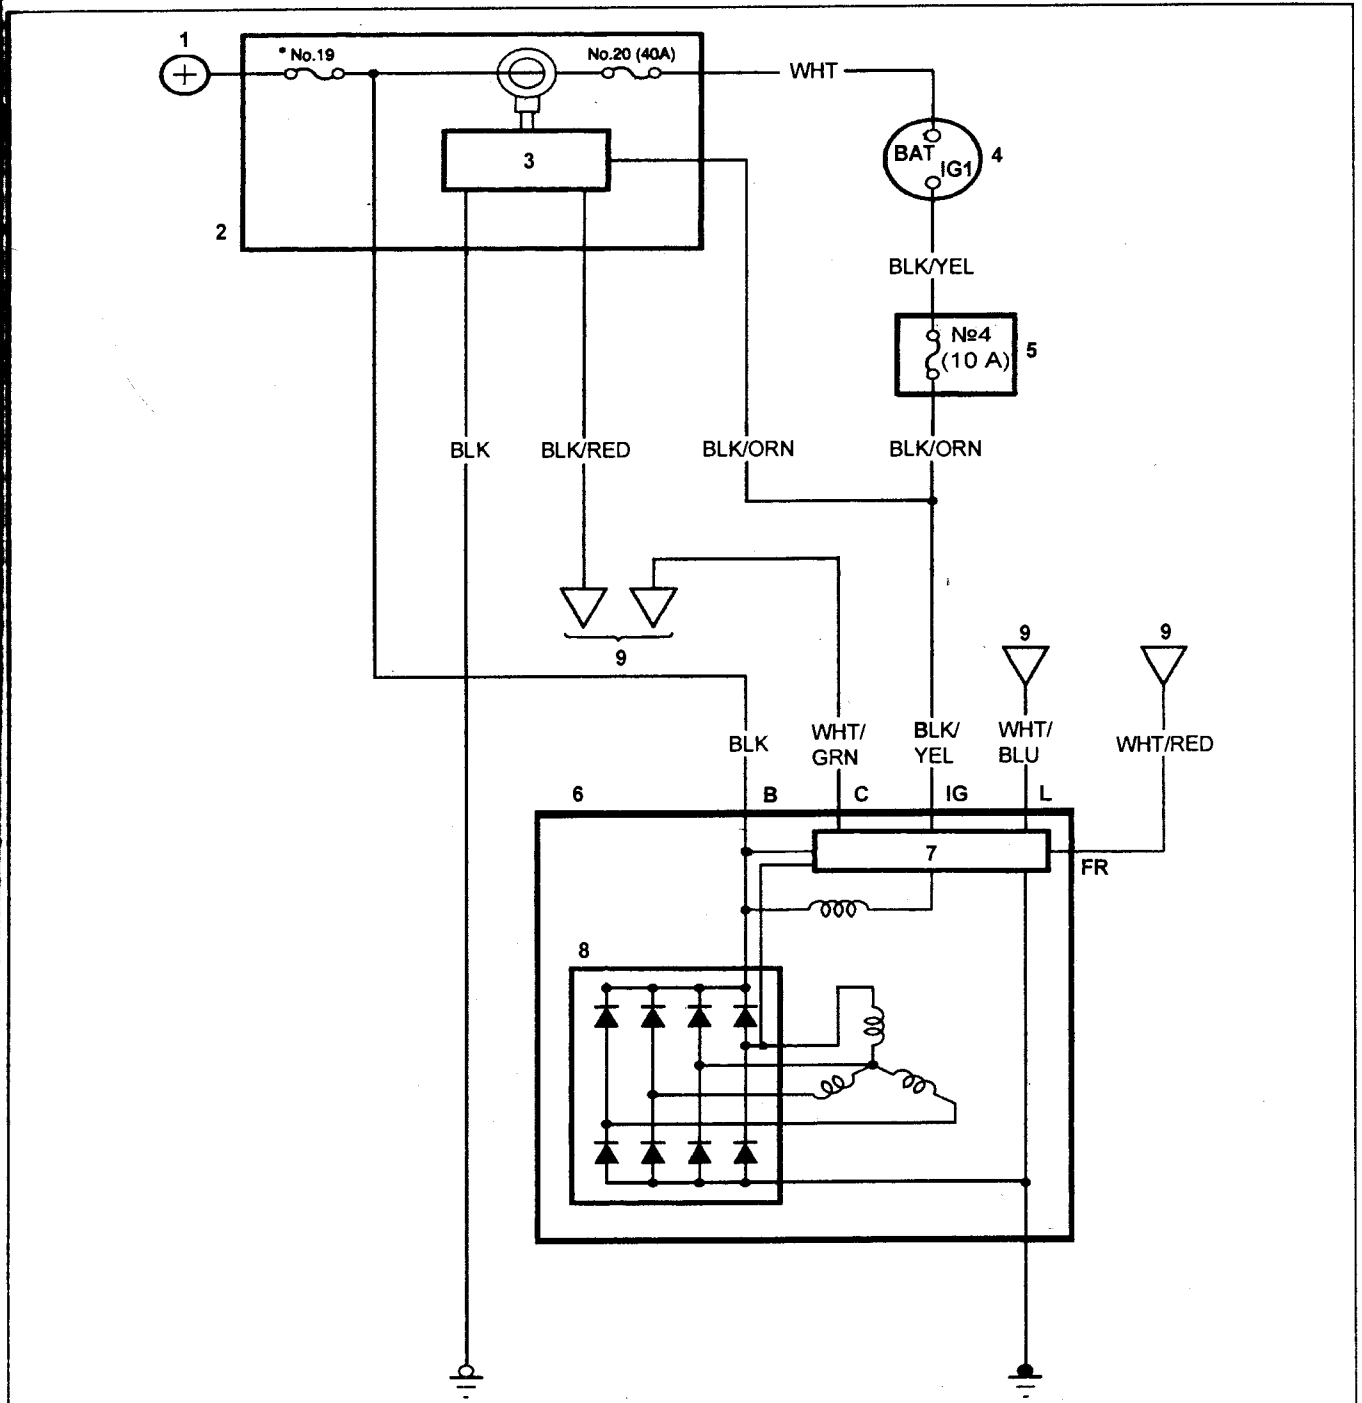 1
* No.19
No.20 (40A)
WHT
3
BAT
IG1
4
2
BLK/YEL
№4
(10 A)
5
BLK
BLK/RED
BLK/ORN
BLK/ORN
9
9
9
BLK
WHT/
GRN
BLK/
YEL
WHT/
BLU
WHT/RED
6
B
C
IG
L
7
FR
8